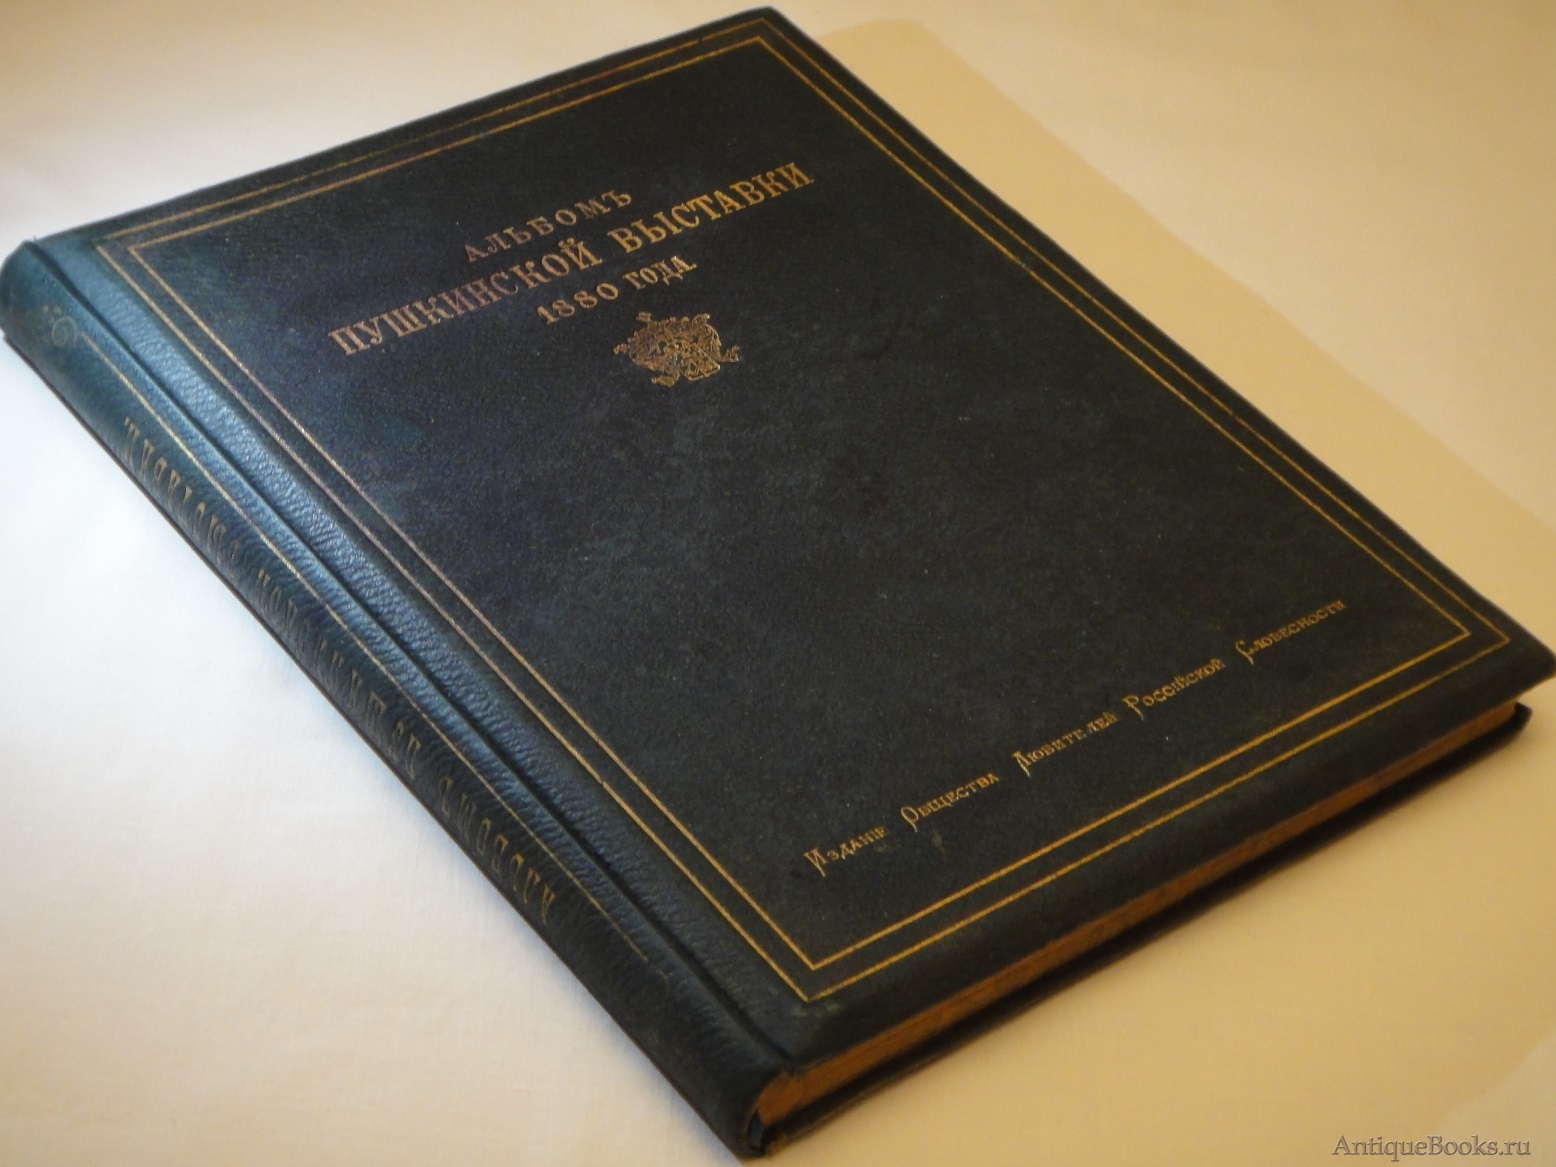 АЛЬБОМЪ
ПУШКИНСКОЙ ВЫСТАВКИ
1880 ГОДА
ИЗДАНІЕ ОБЩЕСТВА ЛЮБИТЕЛЕЙ РОССІЙСКОЙ СЛОВЕСНОСТИ
АЛЬБОМЪ ПУШКИНСКОЙ ВЫСТАВКИ
AntiqueBooks.ru